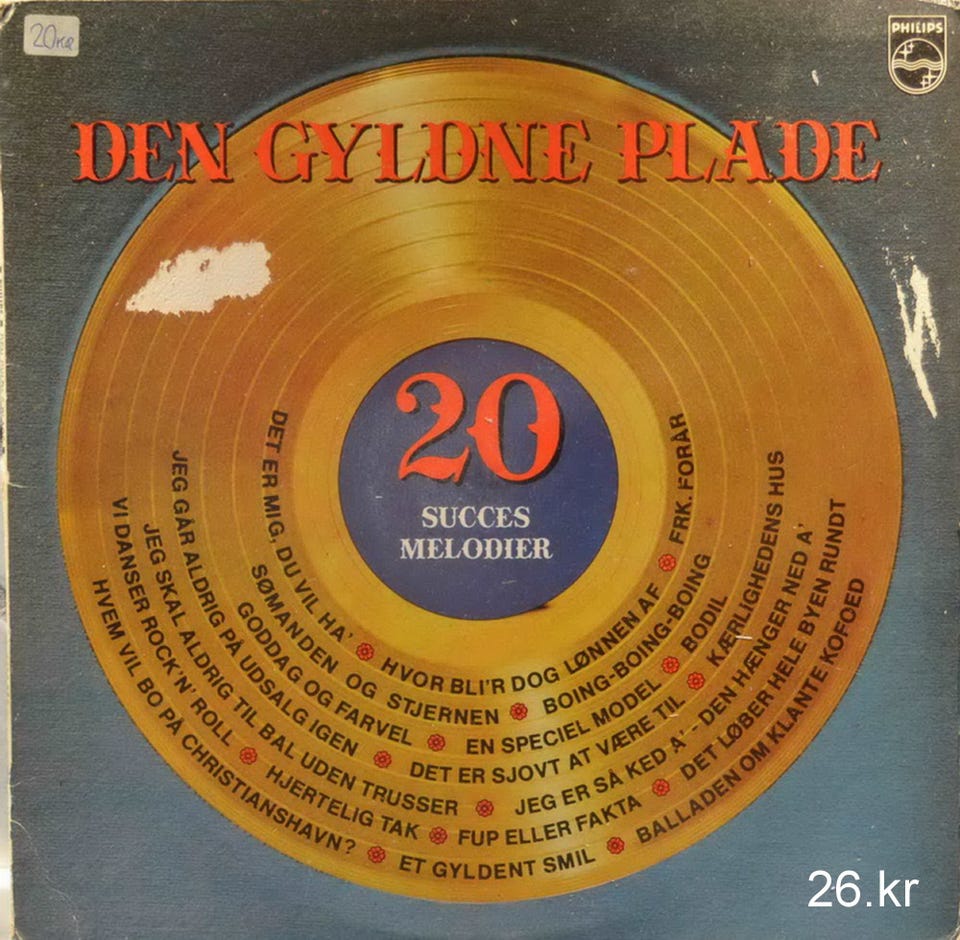 20 KR
PHILIPS
DEN GYLDNE PLADE
20
SUCCES
MELODIER
DET ER MIG, DU VIL HA' HVOR BLI'R DOG LØNNEN AF FRK. FORÅR
SØMANDEN OG STJERNEN BOING-BOING-BOING
GODDAG OG FARVEL EN SPECIEL MODEL BODIL
JEG GÅR ALDRIG PÅ UDSALG IGEN DET ER SJOVT AT VÆRE TIL KÆRLIGHEDENS HUS
JEG SKAL ALDRIG TIL BAL UDEN TRUSSER JEG ER SÅ KED A' - DEN HÆNGER NED A'
VI DANSER ROCK'N' ROLL HJERTELIG TAK FUP ELLER FAKTA DET LØBER HELE BYEN RUNDT
HVEM VIL BO PÅ CHRISTIANSHAVN? ET GYLDENT SMIL BALLADEN OM KLANTE KOFOED
26.kr